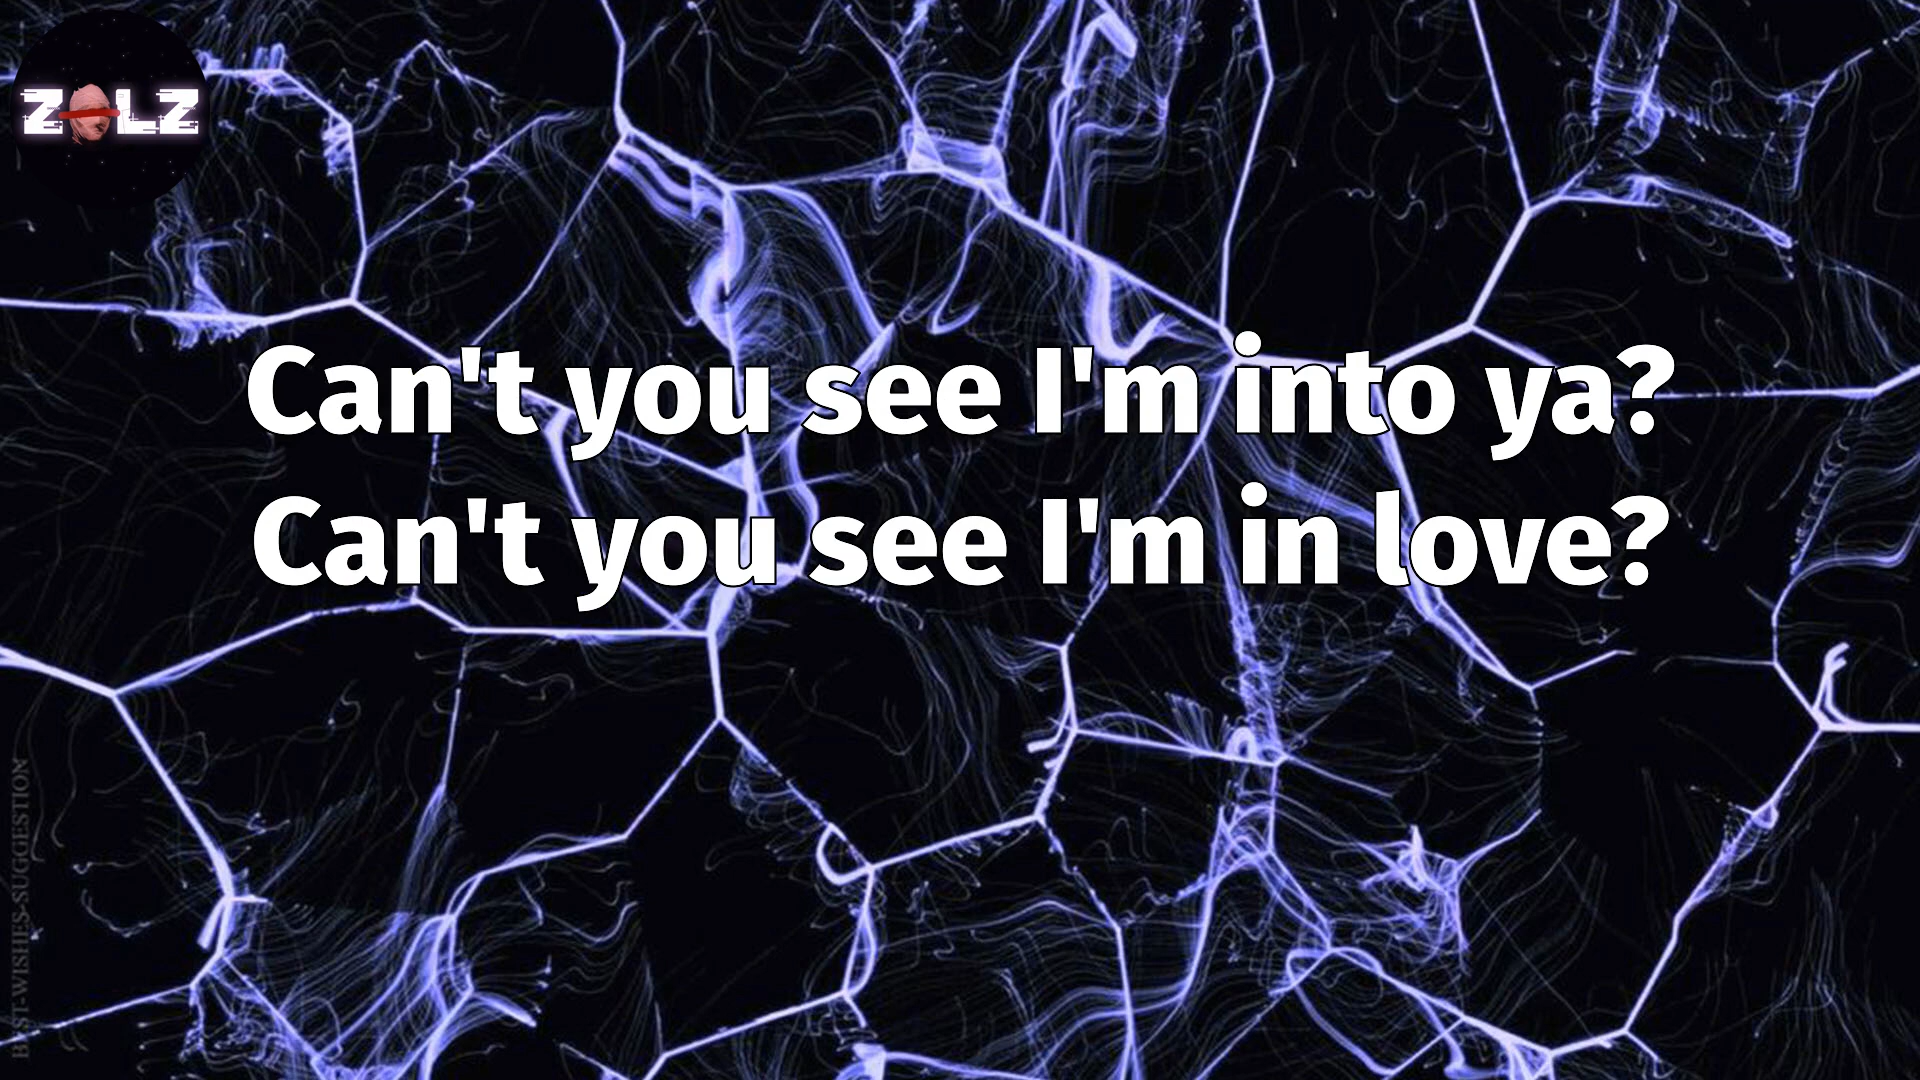 ZOLZ
Can't you see I'm into ya?
Can't you see I'm in love?
BEST-WISHES-SUGGESTION